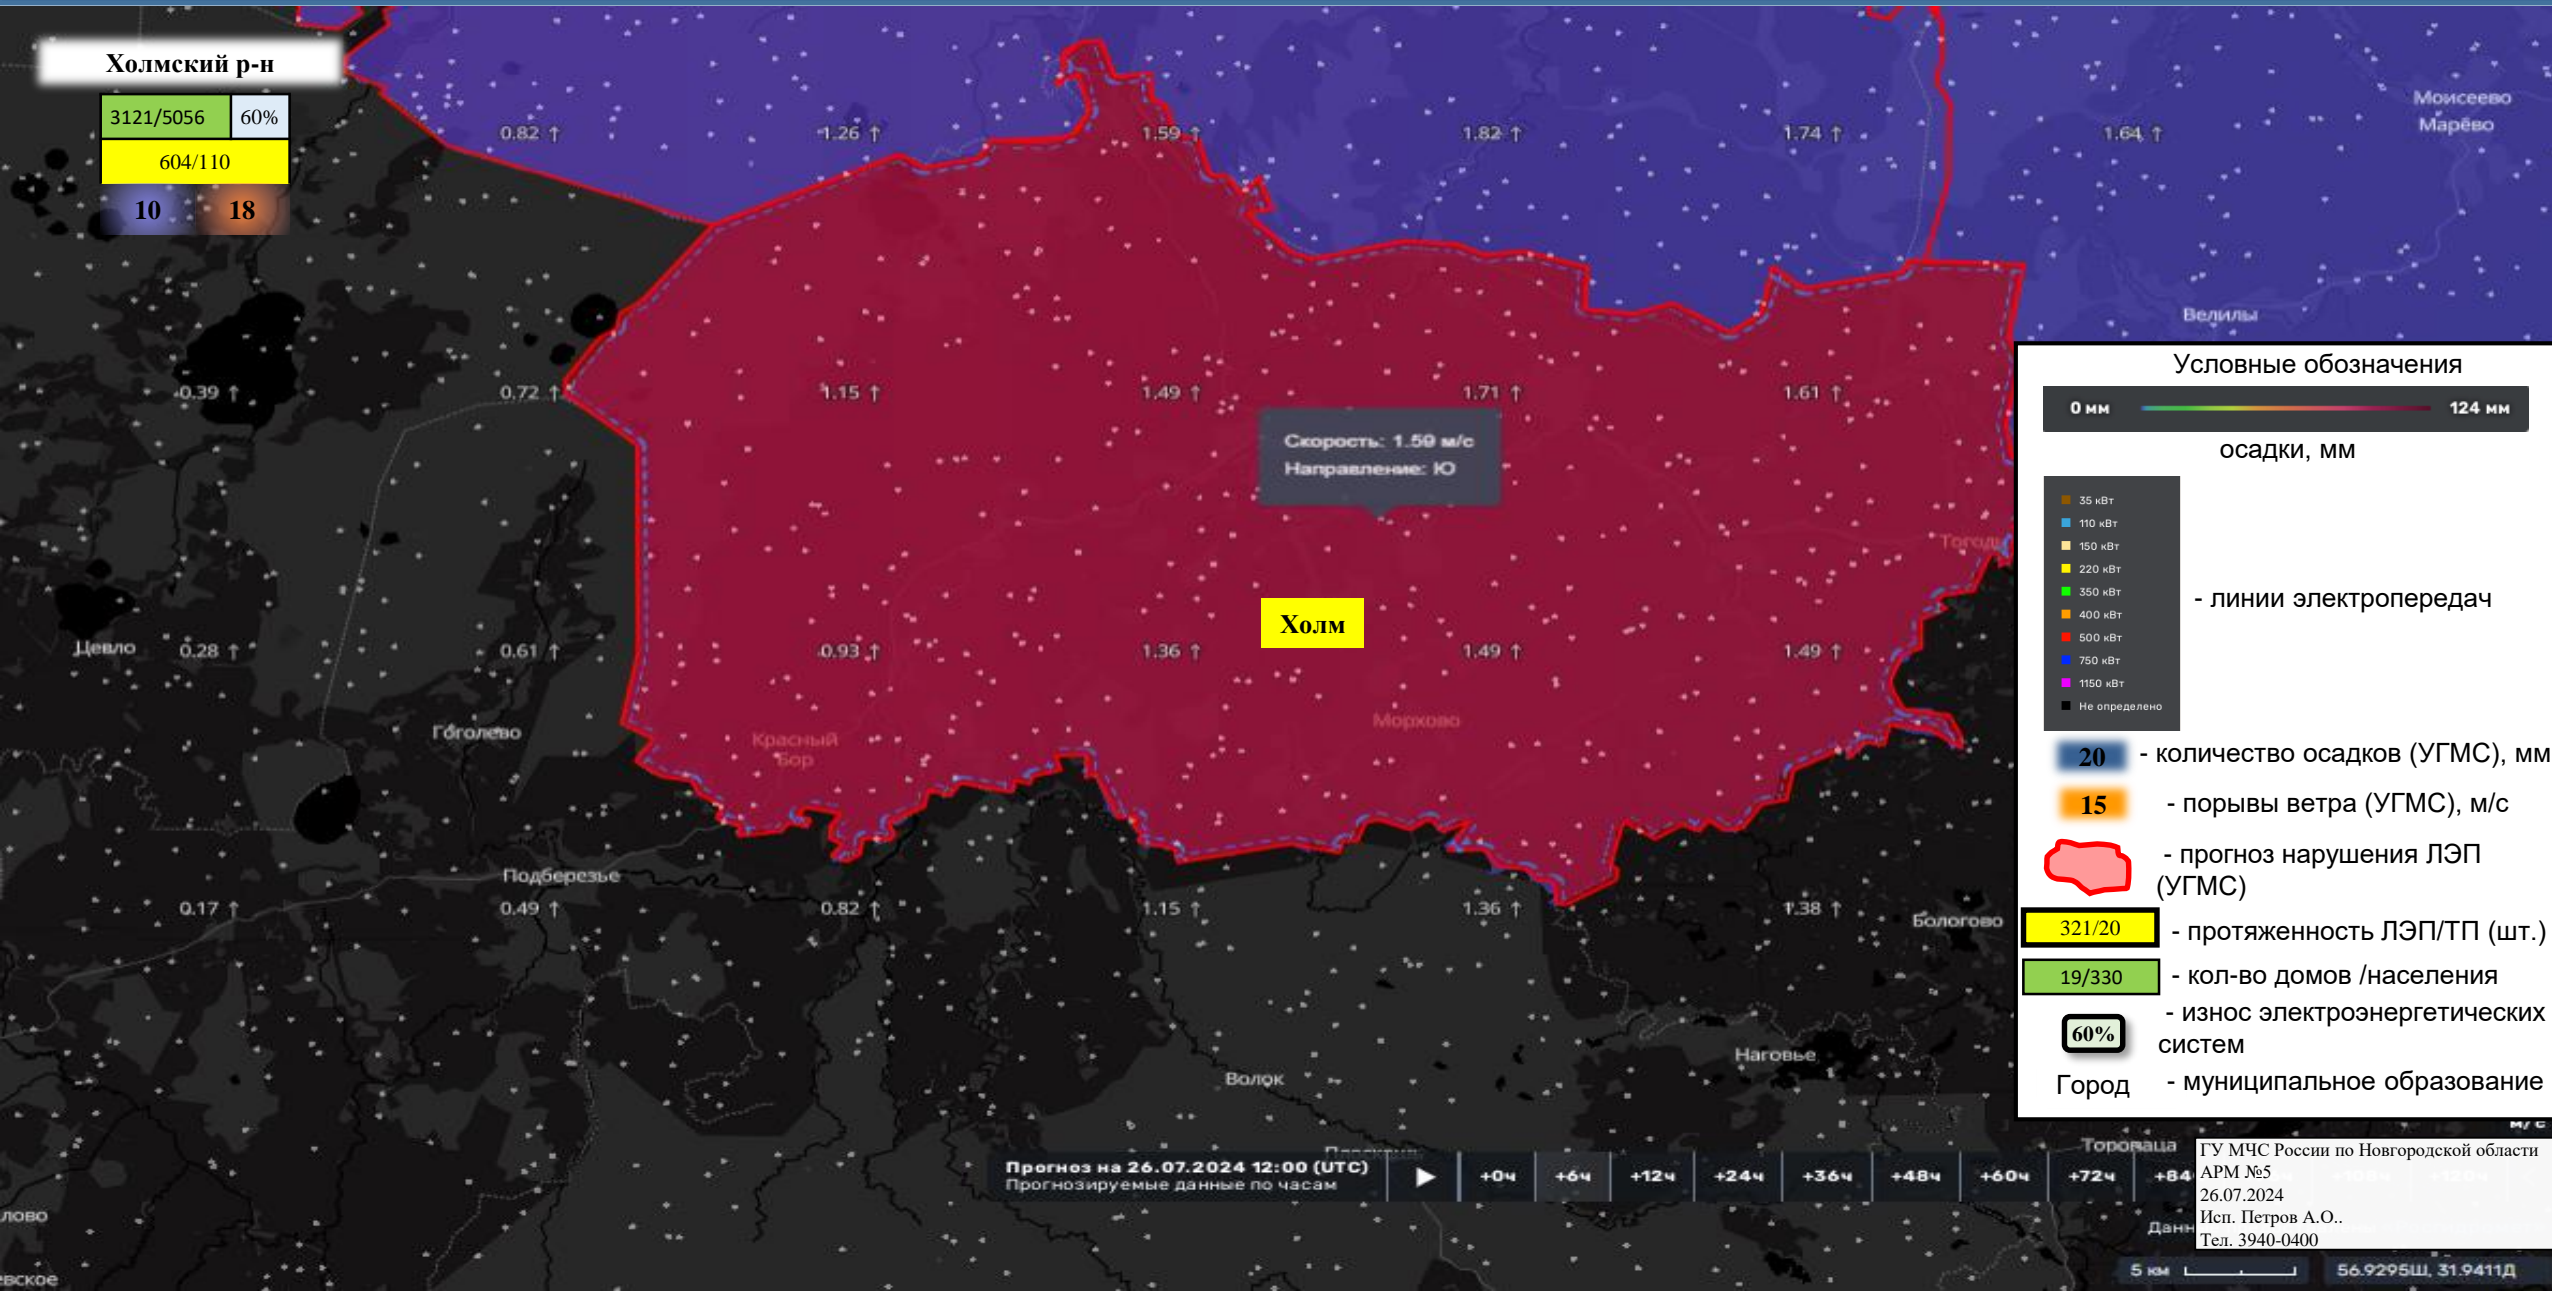 Холмский р-н
3121/5056 60%
604/110
10 18
Моисеево
Марёво
0.82 ↑ 1.26 ↑ 1.59 ↑ 1.82 ↑ 1.74 ↑ 1.64 ↑
Велилы
0.39 ↑ 0.72 ↑ 1.15 ↑ 1.49 ↑ 1.71 ↑ 1.61 ↑
Скорость: 1.59 м/с
Направление: Ю
Холм
Цевло 0.28 ↑ 0.61 ↑ 0.93 ↑ 1.36 ↑ 1.49 ↑ 1.49 ↑
Гоголево
Красный
Бор
Морхово
Подберезье
0.17 ↑ 0.49 ↑ 0.82 ↑ 1.15 ↑ 1.36 ↑ 1.38 ↑
Бологово
Наговье
Волок
Условные обозначения
0 мм 124 мм
осадки, мм
35 кВт
110 кВт
150 кВт
220 кВт
350 кВт
400 кВт
500 кВт
750 кВт
1150 кВт
Не определено
- линии электропередач
20 - количество осадков (УГМС), мм
15 - порывы ветра (УГМС), м/с
- прогноз нарушения ЛЭП
(УГМС)
321/20 - протяженность ЛЭП/ТП (шт.)
19/330 - кол-во домов /населения
60% - износ электроэнергетических
систем
Город - муниципальное образование
м/с
Торопаца
Прогноз на 26.07.2024 12:00 (UTC)
Прогнозируемые данные по часам
+0ч +6ч +12ч +24ч +36ч +48ч +60ч +72ч +84
ГУ МЧС России по Новгородской области
АРМ №5
26.07.2024
Исп. Петров А.О..
Тел. 3940-0400
лово
Данн
евское
5 км
56.9295Ш, 31.9411Д